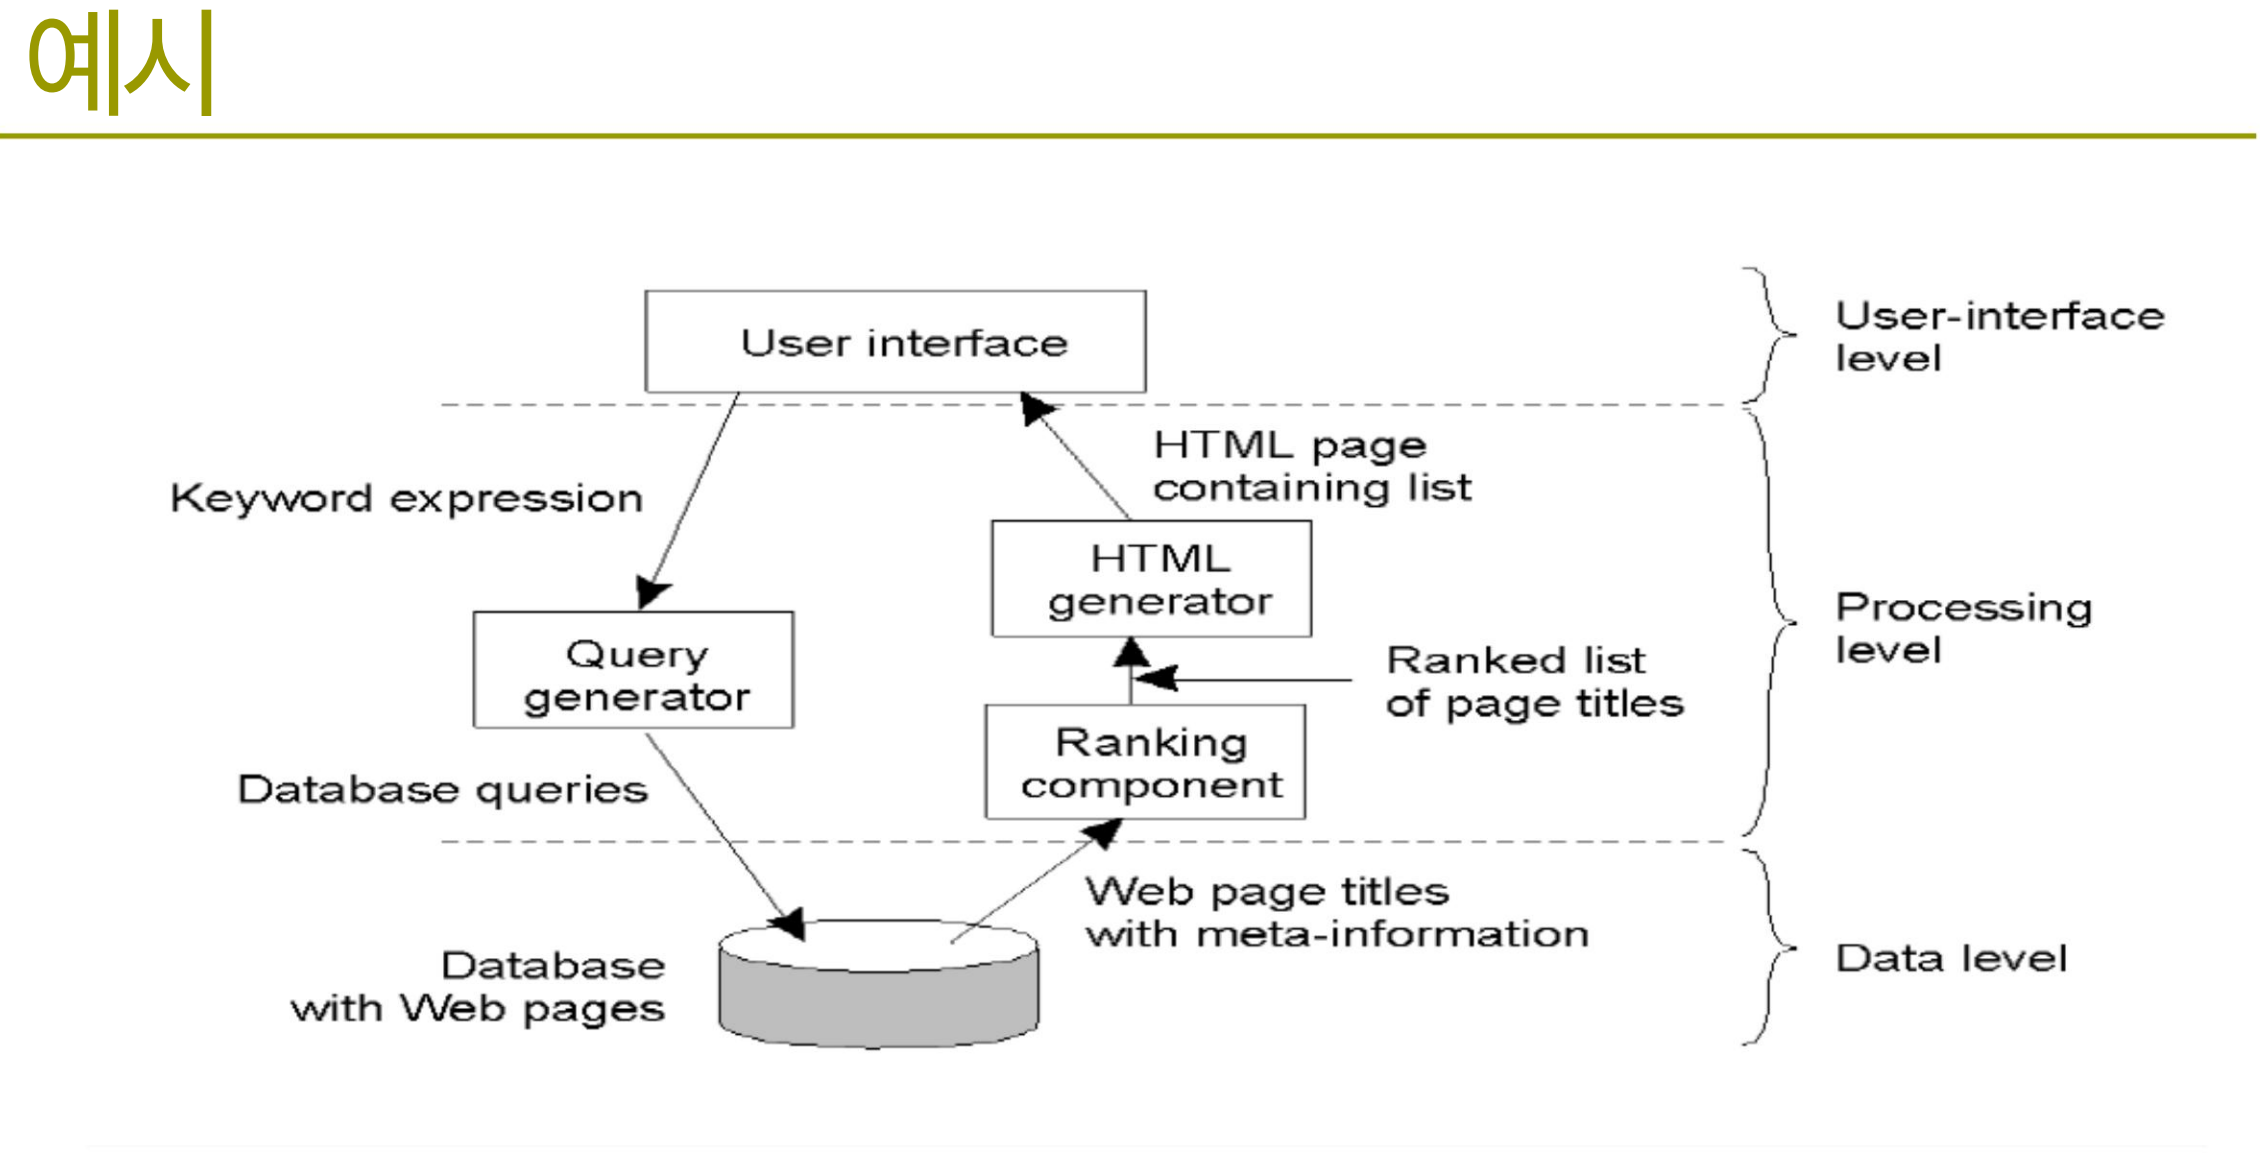 예시
User interface
User-interface
level
HTML page
containing list
Keyword expression
HTML
generator
Processing
level
Query
generator
Ranked list
of page titles
Ranking
component
Database queries
Web page titles
with meta-information
Database
with Web pages
Data level